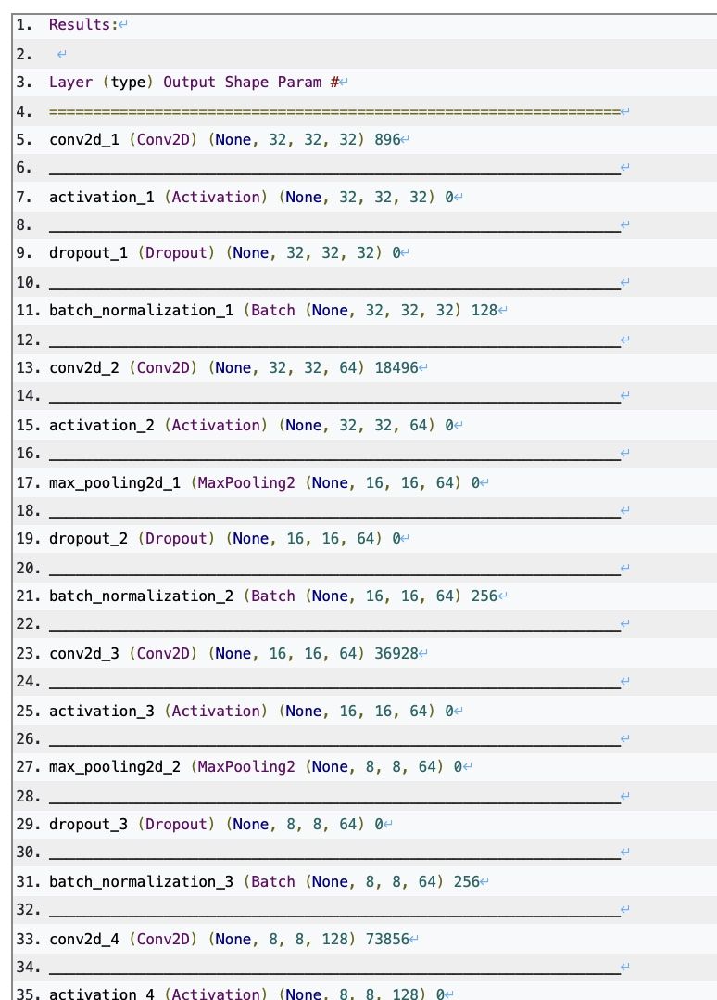 1. Results:↵
2. ↵
3. Layer (type) Output Shape Param #↵
4. =================================================================↵
5. conv2d_1 (Conv2D) (None, 32, 32, 32) 896↵
6. _________________________________________________________________↵
7. activation_1 (Activation) (None, 32, 32, 32) 0↵
8. _________________________________________________________________↵
9. dropout_1 (Dropout) (None, 32, 32, 32) 0↵
10. _________________________________________________________________↵
11. batch_normalization_1 (Batch (None, 32, 32, 32) 128↵
12. _________________________________________________________________↵
13. conv2d_2 (Conv2D) (None, 32, 32, 64) 18496↵
14. _________________________________________________________________↵
15. activation_2 (Activation) (None, 32, 32, 64) 0↵
16. _________________________________________________________________↵
17. max_pooling2d_1 (MaxPooling2 (None, 16, 16, 64) 0↵
18. _________________________________________________________________↵
19. dropout_2 (Dropout) (None, 16, 16, 64) 0↵
20. _________________________________________________________________↵
21. batch_normalization_2 (Batch (None, 16, 16, 64) 256↵
22. _________________________________________________________________↵
23. conv2d_3 (Conv2D) (None, 16, 16, 64) 36928↵
24. _________________________________________________________________↵
25. activation_3 (Activation) (None, 16, 16, 64) 0↵
26. _________________________________________________________________↵
27. max_pooling2d_2 (MaxPooling2 (None, 8, 8, 64) 0↵
28. _________________________________________________________________↵
29. dropout_3 (Dropout) (None, 8, 8, 64) 0↵
30. _________________________________________________________________↵
31. batch_normalization_3 (Batch (None, 8, 8, 64) 256↵
32. _________________________________________________________________↵
33. conv2d_4 (Conv2D) (None, 8, 8, 128) 73856↵
34. _________________________________________________________________↵
35. activation_4 (Activation) (None, 8, 8, 128) 0↵